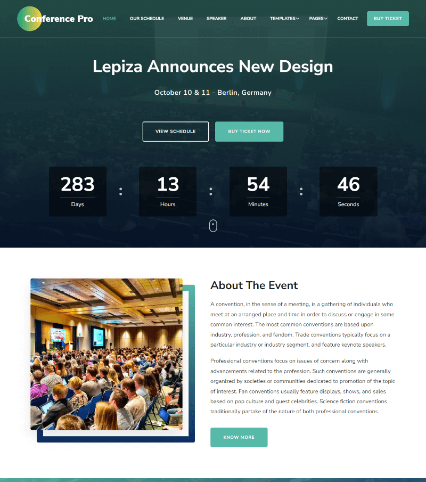 Conference Pro
HOME
OUR SCHEDULE
VENUE
SPEAKER
ABOUT
TEMPLATES
PAGES
CONTACT
BUY TICKET
Lepiza Announces New Design
October 10 & 11 - Berlin, Germany
VIEW SCHEDULE
BUY TICKET NOW
283 : 13 : 54 : 46
Days Hours Minutes Seconds
About The Event
A convention, in the sense of a meeting, is a gathering of individuals who
meet at an arranged place and time in order to discuss or engage in some
common interest. The most common conventions are based upon
industry, profession, and fandom. Trade conventions typically focus on a
particular industry or industry segment, and feature keynote speakers.
Professional conventions focus on issues of concern along with
advancements related to the profession. Such conventions are generally
organized by societies or communities dedicated to promotion of the topic
of interest. Fan conventions usually feature displays, shows, and sales
based on pop culture and guest celebrities. Science fiction conventions
traditionally partake of the nature of both professional conventions.
KNOW MORE